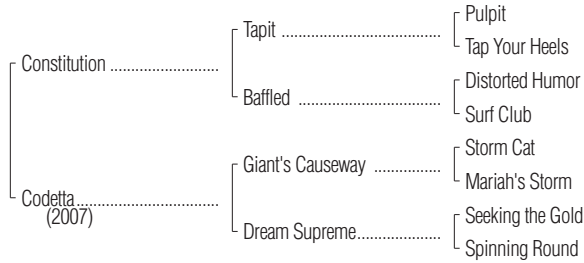 Pulpit
Tapit ........................................
Tap Your Heels
Constitution ...........................
Distorted Humor
Baffled ....................................
Surf Club
Storm Cat
Giant's Causeway .................
Mariah's Storm
Codetta...................................
(2007)
Seeking the Gold
Dream Supreme.....................
Spinning Round